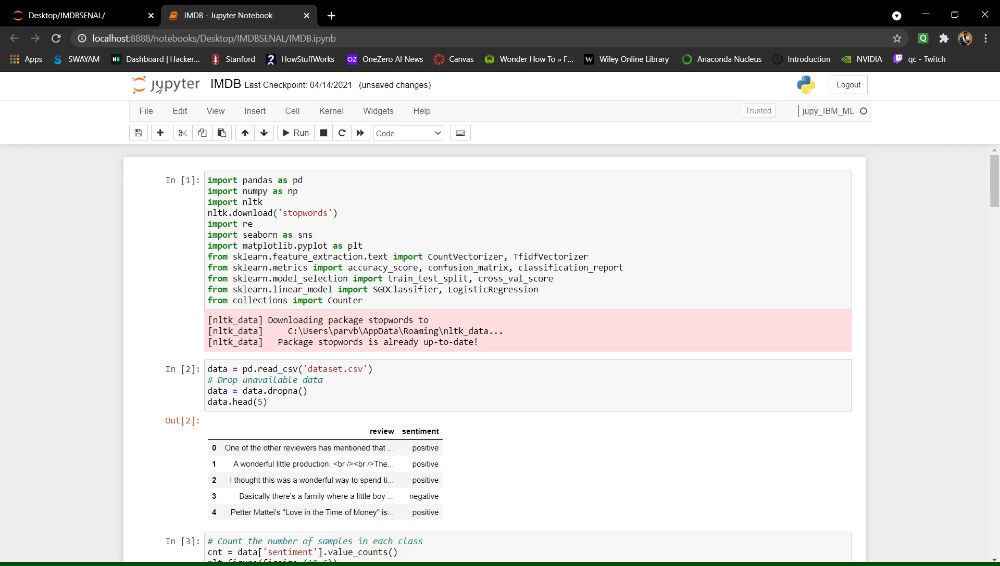 Desktop/IMDBSENAL/
IMDB - Jupyter Notebook
localhost:8888/notebooks/Desktop/IMDBSENAL/IMDB.ipynb
Apps SWAYAM Dashboard | Hacker... Stanford HowStuffWorks OneZero AI News Canvas Wonder How To » F... Wiley Online Library Anaconda Nucleus Introduction NVIDIA qc - Twitch
jupyter IMDB Last Checkpoint: 04/14/2021 (unsaved changes) Logout
File Edit View Insert Cell Kernel Widgets Help Trusted jupy_IBM_ML
Run Code
In [1]: import pandas as pd
import numpy as np
import nltk
nltk.download('stopwords')
import re
import seaborn as sns
import matplotlib.pyplot as plt
from sklearn.feature_extraction.text import CountVectorizer, TfidfVectorizer
from sklearn.metrics import accuracy_score, confusion_matrix, classification_report
from sklearn.model_selection import train_test_split, cross_val_score
from sklearn.linear_model import SGDClassifier, LogisticRegression
from collections import Counter
[nltk_data] Downloading package stopwords to
[nltk_data]     C:\Users\parvb\AppData\Roaming\nltk_data...
[nltk_data]   Package stopwords is already up-to-date!
In [2]: data = pd.read_csv('dataset.csv')
# Drop unavailable data
data = data.dropna()
data.head(5)
Out[2]:
review sentiment
0 One of the other reviewers has mentioned that ... positive
1 A wonderful little production. <br /><br />The... positive
2 I thought this was a wonderful way to spend ti... positive
3 Basically there's a family where a little boy ... negative
4 Petter Mattei's "Love in the Time of Money" is... positive
In [3]: # Count the number of samples in each class
cnt = data['sentiment'].value_counts()